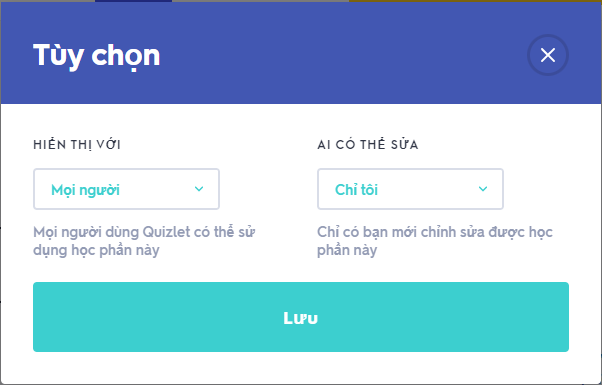 Tùy chọn
HIỂN THỊ VỚI
AI CÓ THỂ SỬA
Mọi người
Chỉ tôi
Mọi người dùng Quizlet có thể sử
dụng học phần này
Chỉ có bạn mới chỉnh sửa được học
phần này
Lưu